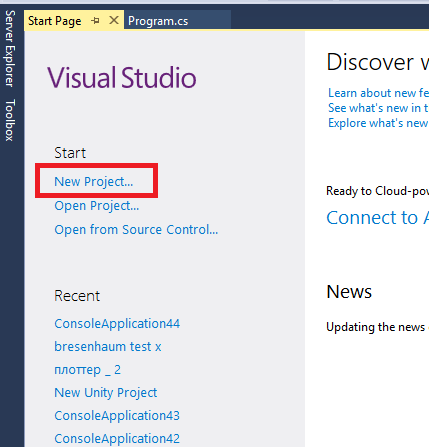 Server Explorer
Toolbox
Start Page
Program.cs
Visual Studio
Start
New Project...
Open Project...
Open from Source Control...
Recent
ConsoleApplication44
bresenhaum test x
плоттер _ 2
New Unity Project
ConsoleApplication43
ConsoleApplication42
Discover w
Learn about new fe
See what's new in t
Explore what's new
Ready to Cloud-pow
Connect to A
News
Updating the news